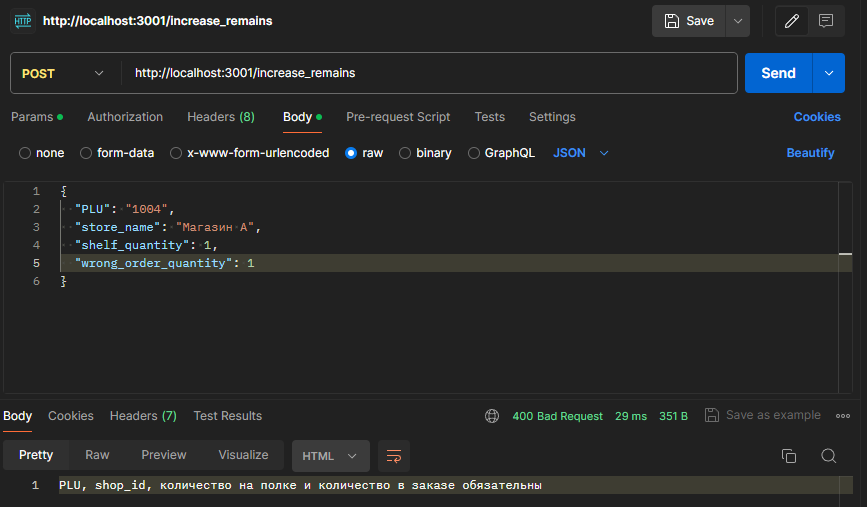 HTTP http://localhost:3001/increase_remains Save
POST http://localhost:3001/increase_remains Send
Params Authorization Headers (8) Body Pre-request Script Tests Settings Cookies
none form-data x-www-form-urlencoded raw binary GraphQL JSON Beautify
1 {
2 "PLU": "1004",
3 "store_name": "Магазин А",
4 "shelf_quantity": 1,
5 "wrong_order_quantity": 1
6 }
Body Cookies Headers (7) Test Results 400 Bad Request 29 ms 351 B Save as example
Pretty Raw Preview Visualize HTML
1 PLU, shop_id, количество на полке и количество в заказе обязательны